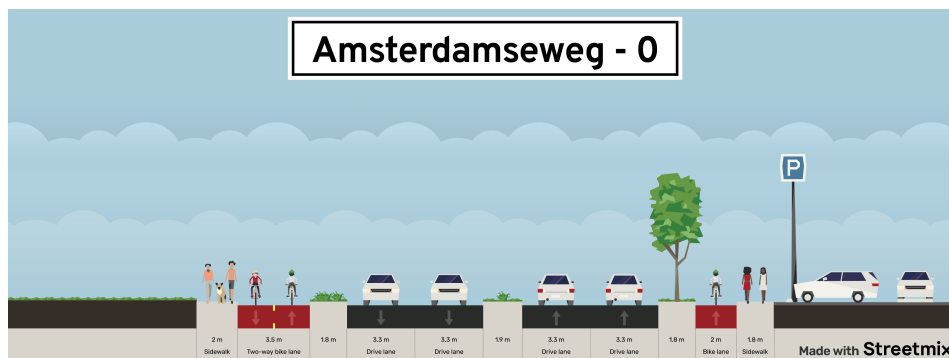 Amsterdamseweg - 0
P
2 m
Sidewalk
3.5 m
Two-way bike lane
1.8 m
3.3 m
Drive lane
3.3 m
Drive lane
1.9 m
3.3 m
Drive lane
3.3 m
Drive lane
1.8 m
2 m
Bike lane
1.8 m
Sidewalk
Made with Streetmix